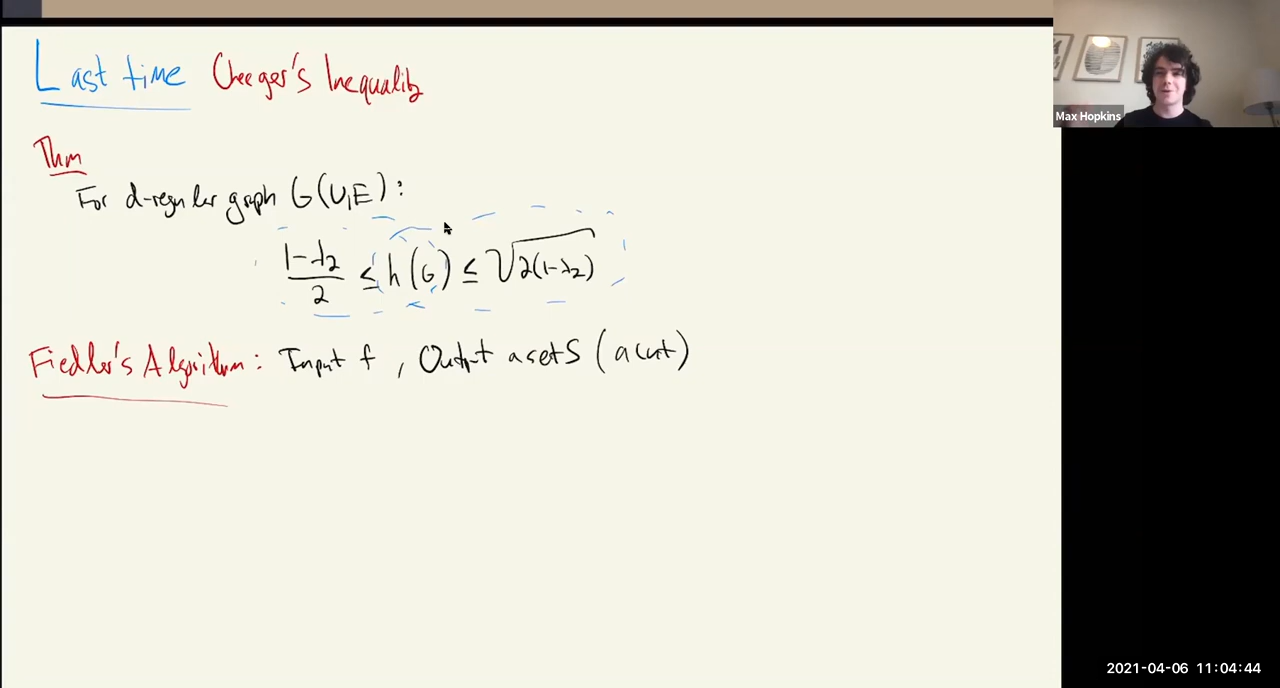 Last time Cheeger's Inequality
Max Hopkins
Thm
For d-regular graph G(V,E):
1-λ₂/2 ≤ h(G) ≤ √2(1-λ₂)
Fiedler's Algorithm: Input f, Output a set S (a cut)
2021-04-06 11:04:44